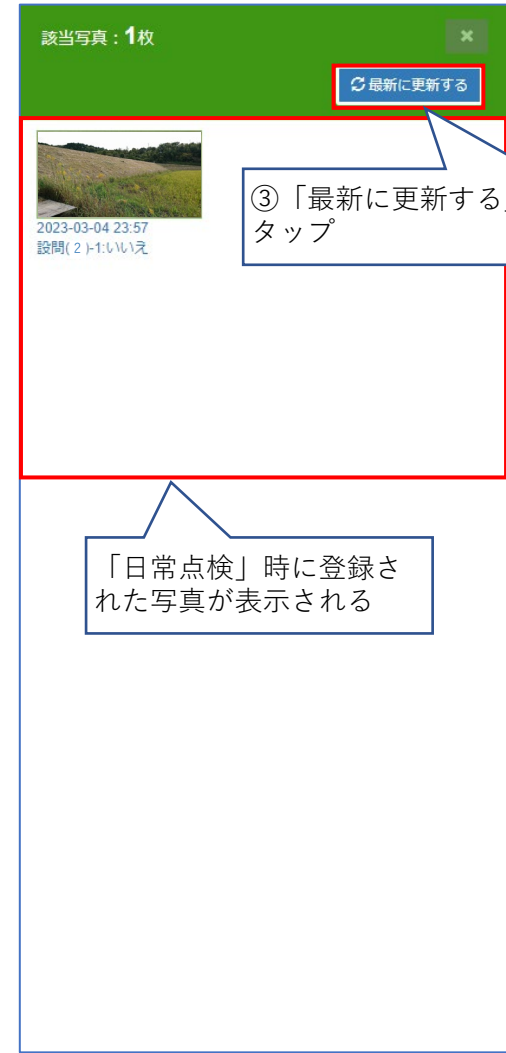 該当写真：1枚
最新に更新する
2023-03-04 23:57
設問(２)-1:いいえ
③「最新に更新する」
タップ
「日常点検」時に登録さ
れた写真が表示される